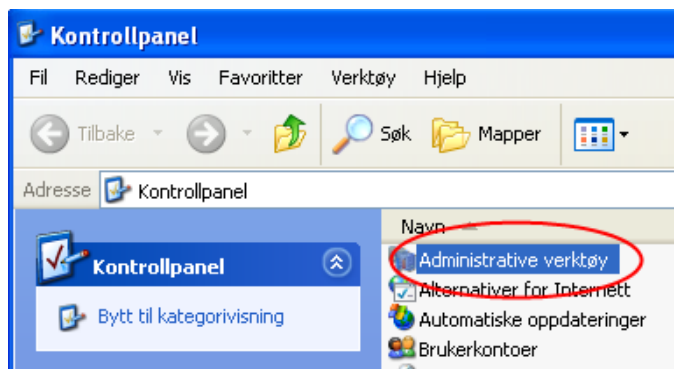 Kontrollpanel
Fil Rediger Vis Favoritter Verktøy Hjelp
Tilbake Søk Mapper
Adresse Kontrollpanel
Navn
Kontrollpanel
Bytt til kategorivisning
Administrative verktøy
Alternativer for Internett
Automatiske oppdateringer
Brukerkontoer